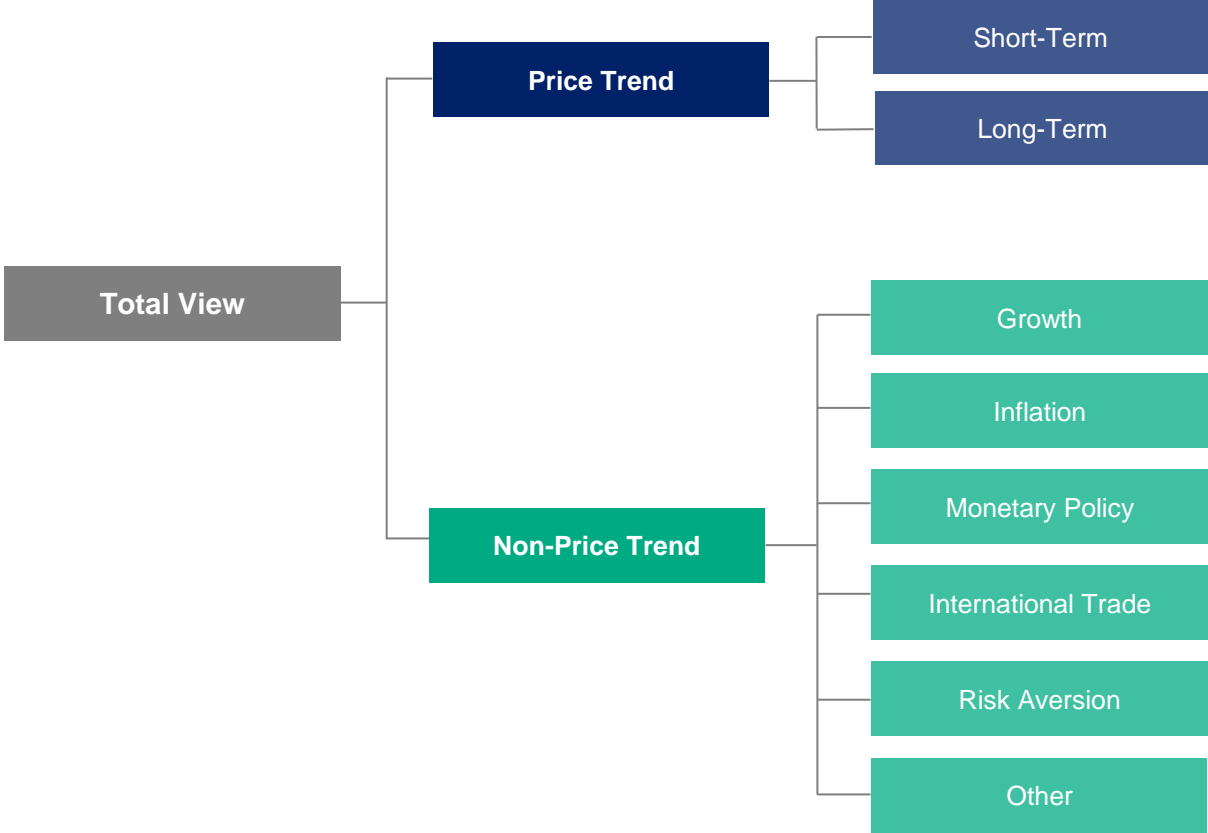 Short-Term
Price Trend
Long-Term
Total View
Growth
Inflation
Monetary Policy
Non-Price Trend
International Trade
Risk Aversion
Other